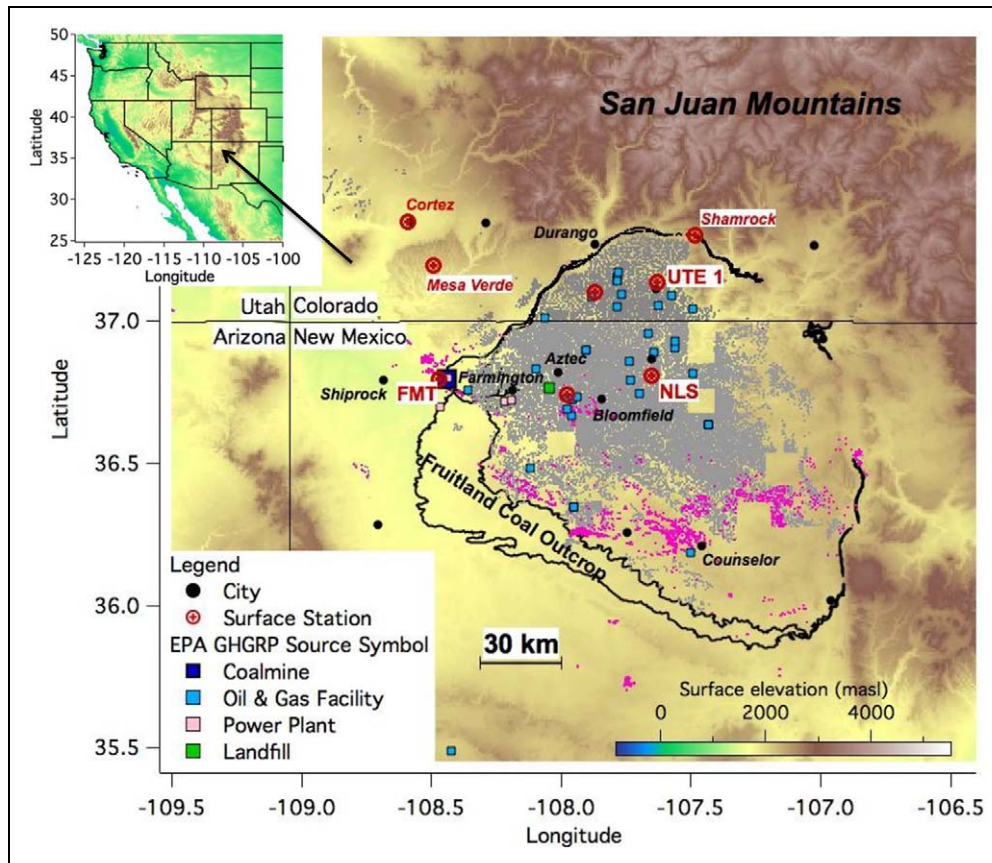 50
45
40
35
30
25
Latitude
-125 -120 -115 -110 -105 -100
Longitude
San Juan Mountains
Cortez
Durango
Shamrock
Mesa Verde
UTE 1
Utah Colorado
Arizona New Mexico
37.0
36.5
36.0
35.5
Latitude
Aztec
Shiprock
FMT
Farmington
NLS
Bloomfield
Fruitland Coal Outcrop
Counselor
Legend
City
Surface Station
EPA GHGRP Source Symbol
Coalmine
Oil & Gas Facility
Power Plant
Landfill
30 km
Surface elevation (masl)
0 2000 4000
-109.5 -109.0 -108.5 -108.0 -107.5 -107.0 -106.5
Longitude